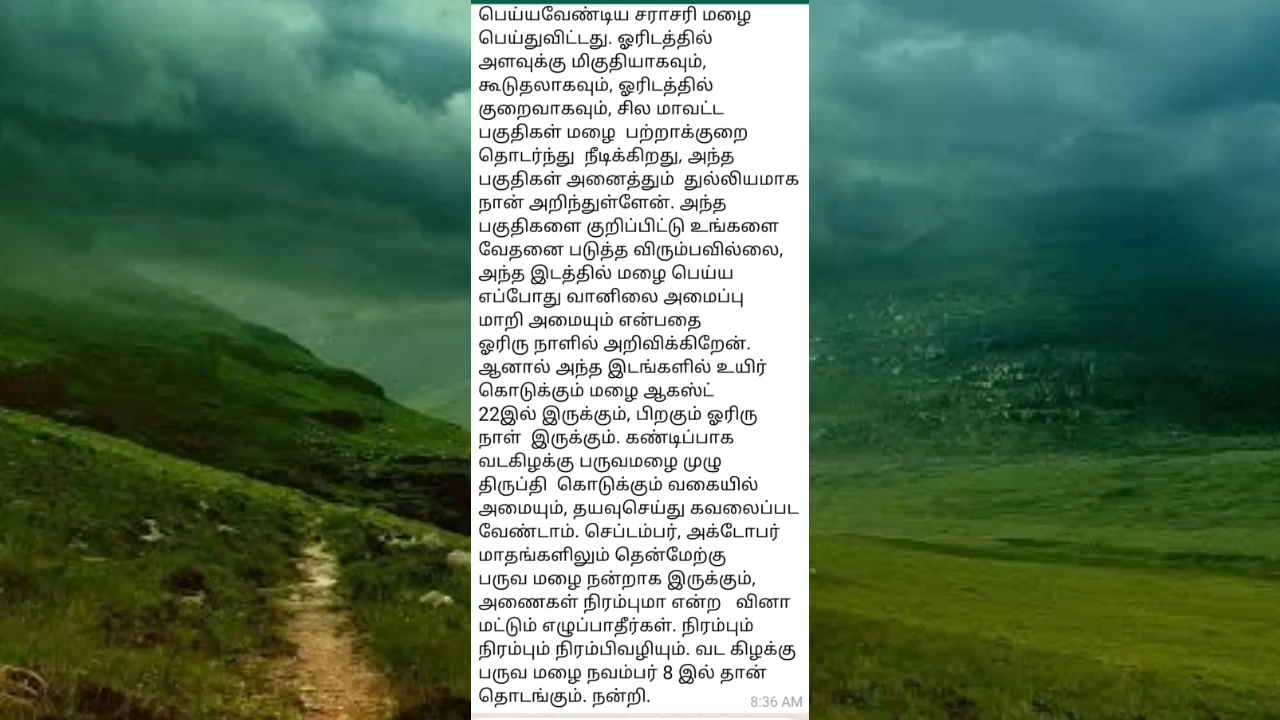 பெய்யவேண்டிய சராசரி மழை
பெய்துவிட்டது. ஓரிடத்தில்
அளவுக்கு மிகுதியாகவும்,
கூடுதலாகவும், ஓரிடத்தில்
குறைவாகவும், சில மாவட்ட
பகுதிகள் மழை பற்றாக்குறை
தொடர்ந்து நீடிக்கிறது, அந்த
பகுதிகள் அனைத்தும் துல்லியமாக
நான் அறிந்துள்ளேன். அந்த
பகுதிகளை குறிப்பிட்டு உங்களை
வேதனை படுத்த விரும்பவில்லை,
அந்த இடத்தில் மழை பெய்ய
எப்போது வானிலை அமைப்பு
மாறி அமையும் என்பதை
ஓரிரு நாளில் அறிவிக்கிறேன்.
ஆனால் அந்த இடங்களில் உயிர்
கொடுக்கும் மழை ஆகஸ்ட்
22இல் இருக்கும், பிறகும் ஓரிரு
நாள் இருக்கும். கண்டிப்பாக
வடகிழக்கு பருவமழை முழு
திருப்தி கொடுக்கும் வகையில்
அமையும், தயவுசெய்து கவலைப்பட
வேண்டாம். செப்டம்பர், அக்டோபர்
மாதங்களிலும் தென்மேற்கு
பருவ மழை நன்றாக இருக்கும்,
அணைகள் நிரம்புமா என்ற வினா
மட்டும் எழுப்பாதீர்கள். நிரம்பும்
நிரம்பும் நிரம்பிவழியும். வட கிழக்கு
பருவ மழை நவம்பர் 8 இல் தான்
தொடங்கும். நன்றி.
8:36 AM